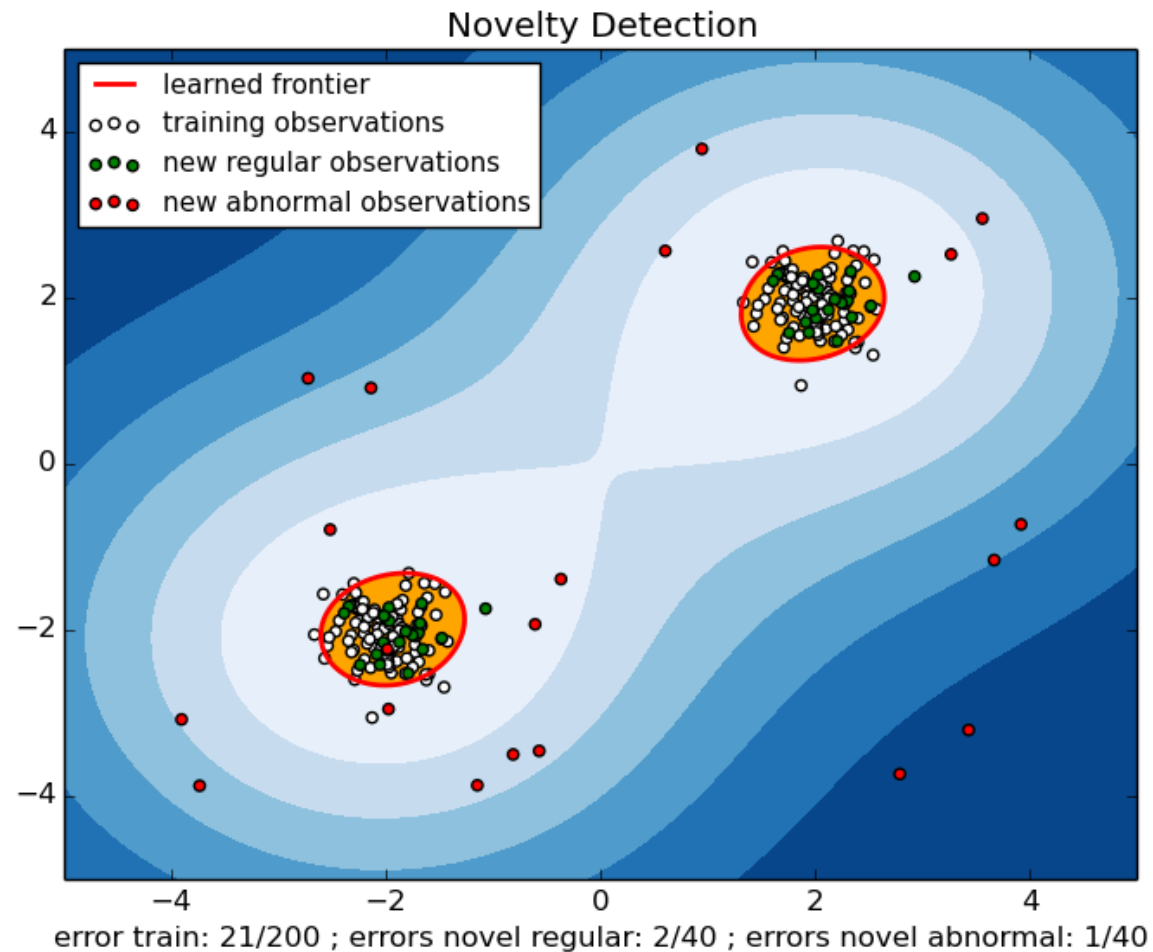 Novelty Detection
learned frontier
training observations
new regular observations
new abnormal observations
4
2
0
−2
−4
−4 −2 0 2 4
error train: 21/200 ; errors novel regular: 2/40 ; errors novel abnormal: 1/40